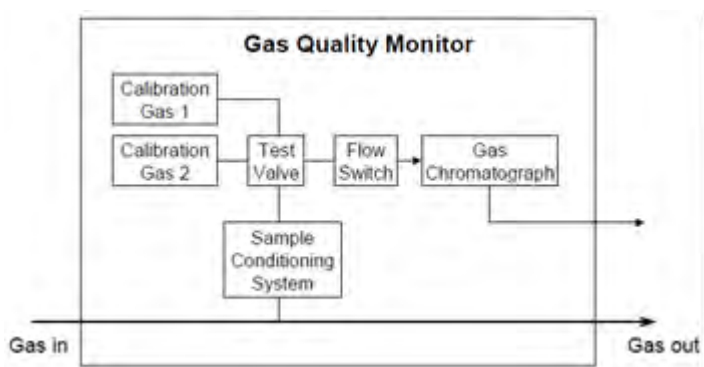 Gas Quality Monitor
Calibration
Gas 1
Calibration
Gas 2
Test
Valve
Flow
Switch
Gas
Chromatograph
Sample
Conditioning
System
Gas in
Gas out